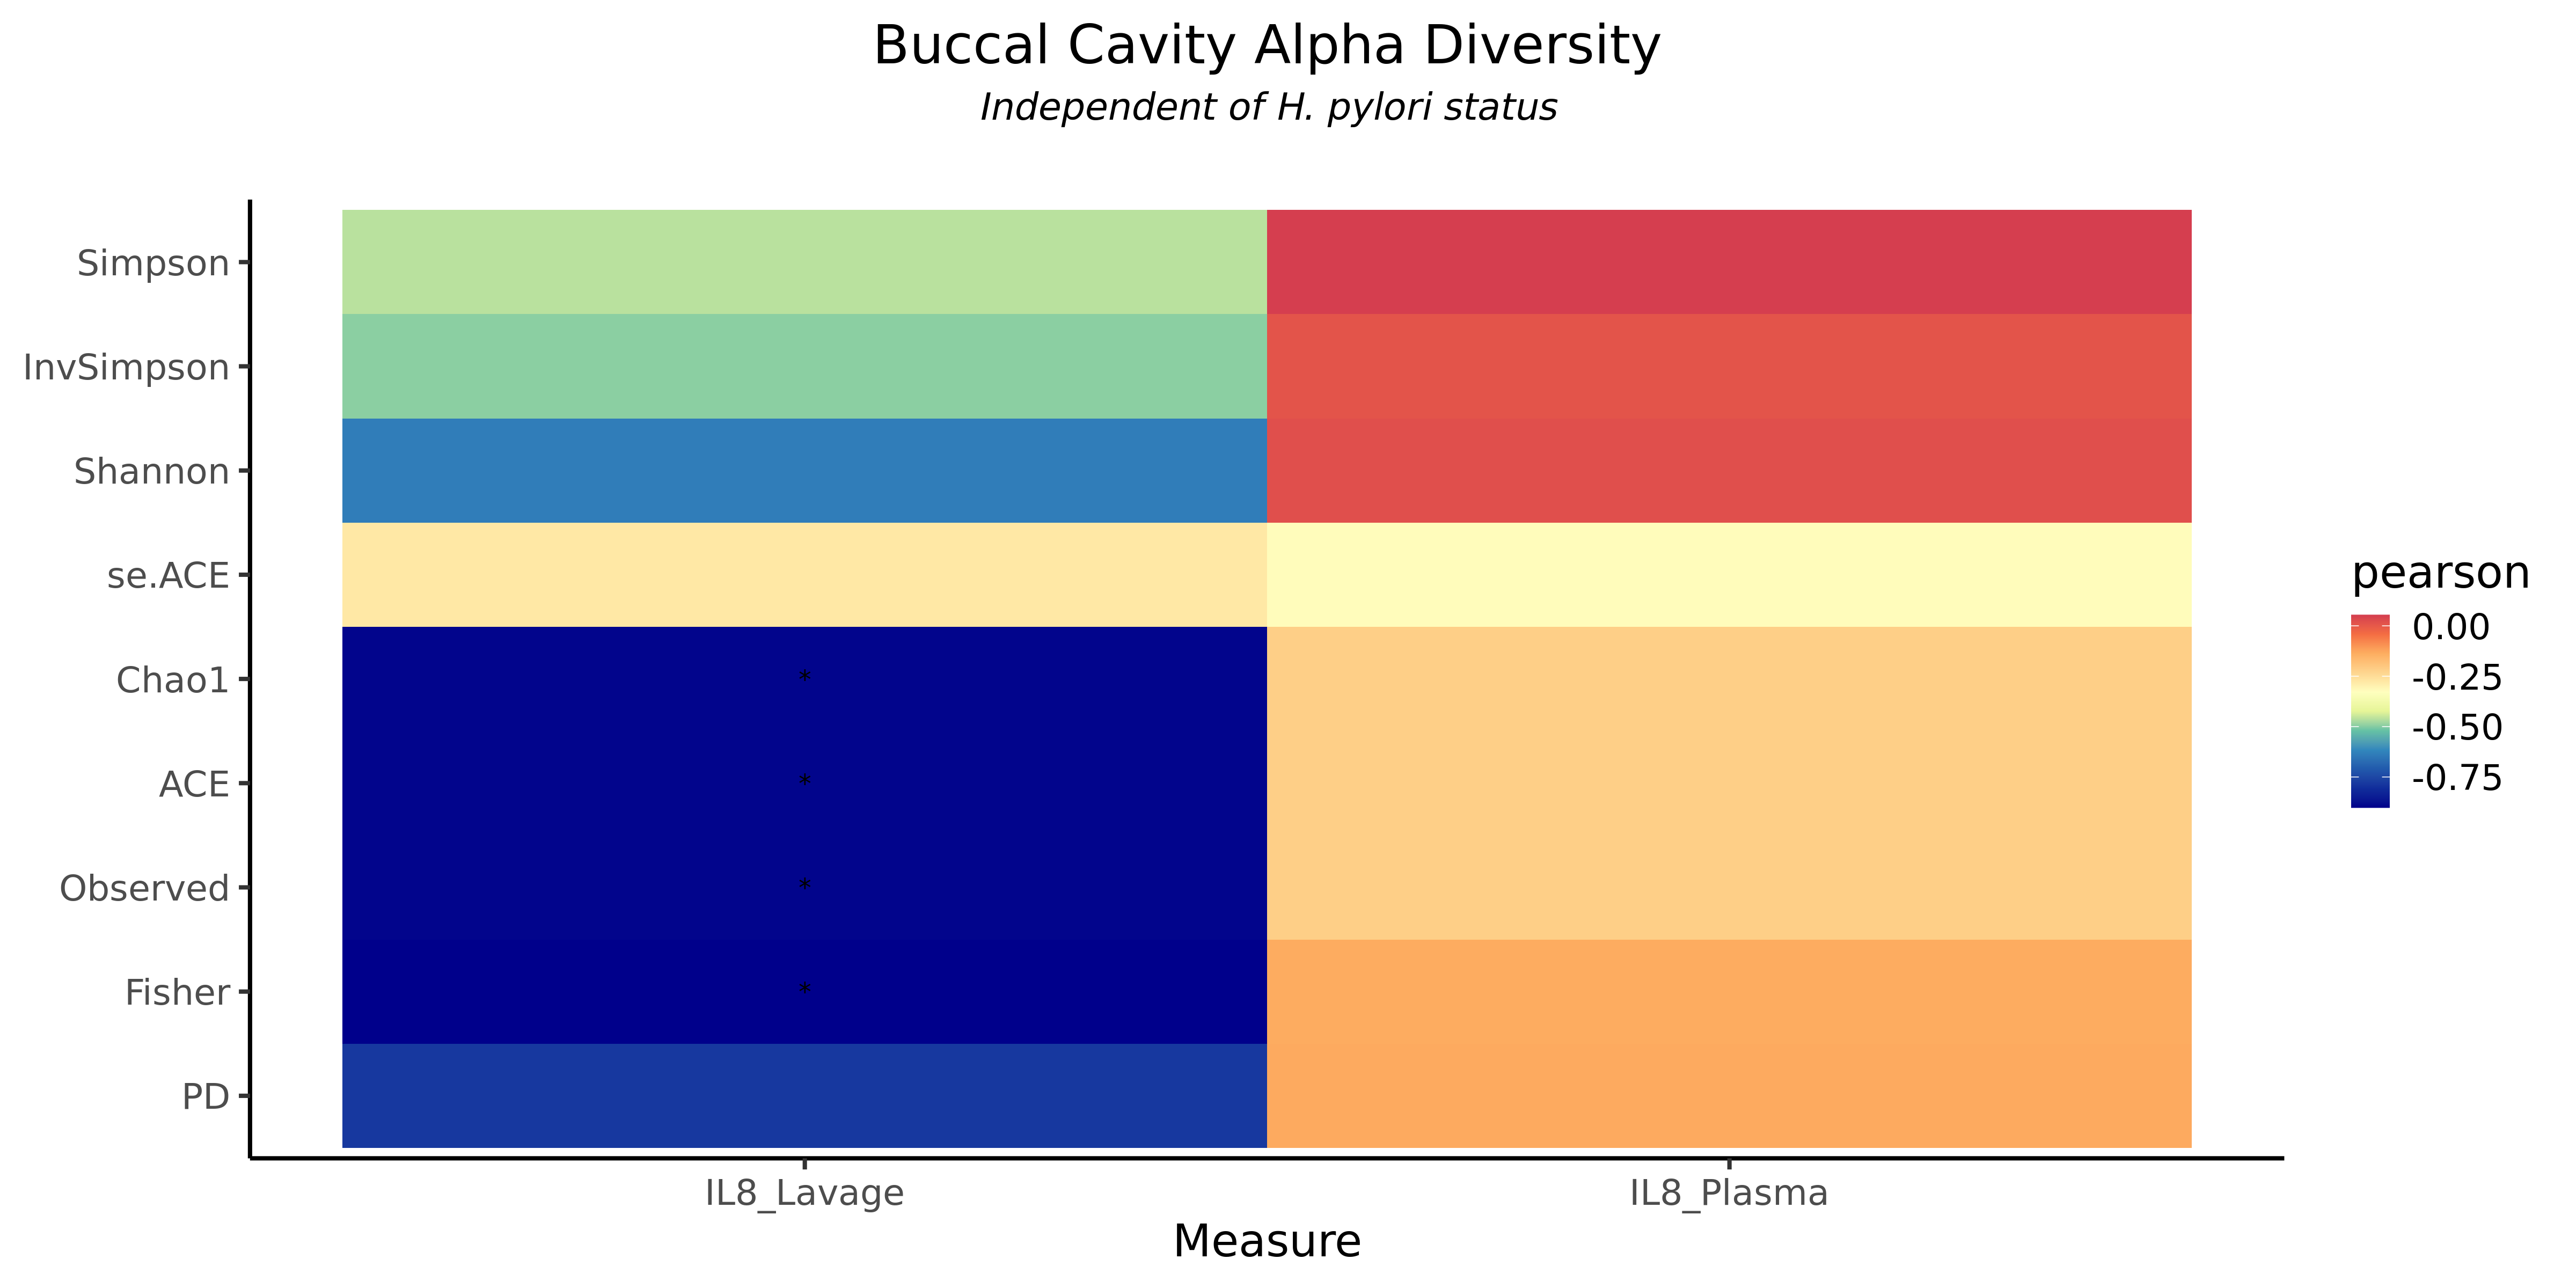 Buccal Cavity Alpha Diversity
Independent of H. pylori status
Simpson
InvSimpson
Shannon
se.ACE
Chao1
*
ACE
*
Observed
*
Fisher
*
PD
IL8_Lavage
IL8_Plasma
Measure
pearson
0.00
-0.25
-0.50
-0.75